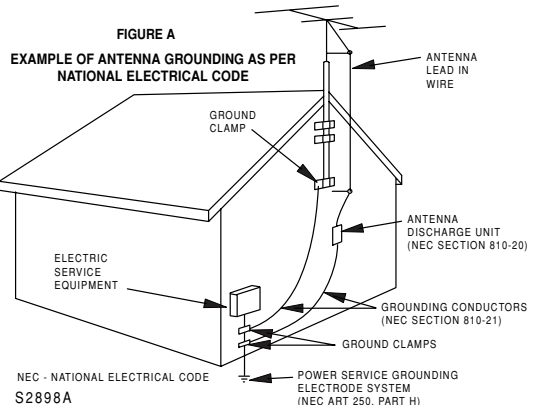 FIGURE A
EXAMPLE OF ANTENNA GROUNDING AS PER
NATIONAL ELECTRICAL CODE
ANTENNA
LEAD IN
WIRE
GROUND
CLAMP
ANTENNA
DISCHARGE UNIT
(NEC SECTION 810-20)
ELECTRIC
SERVICE
EQUIPMENT
GROUNDING CONDUCTORS
(NEC SECTION 810-21)
GROUND CLAMPS
NEC - NATIONAL ELECTRICAL CODE
S2898A
POWER SERVICE GROUNDING
ELECTRODE SYSTEM
(NEC ART 250, PART H)